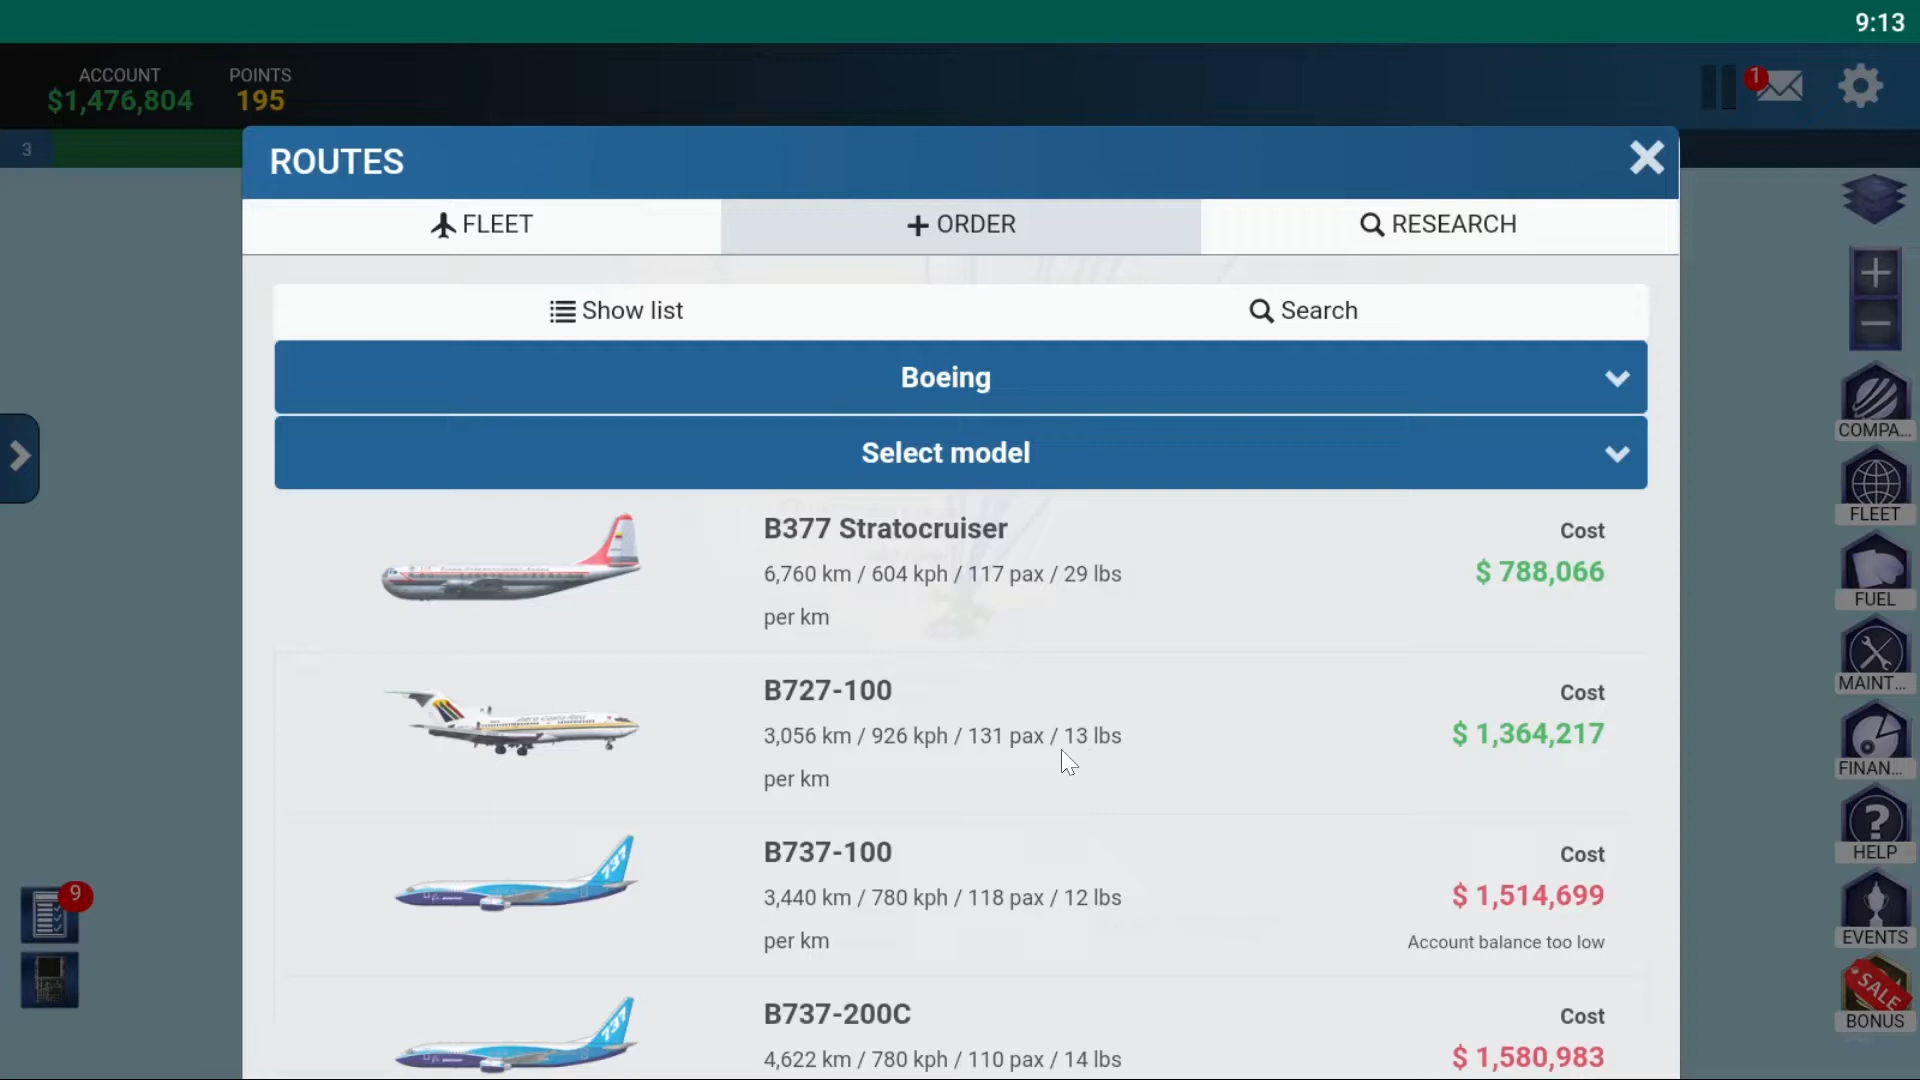 9:13
ACCOUNT
$1,476,804
POINTS
195
1
3
ROUTES
FLEET
ORDER
RESEARCH
Show list
Search
Boeing
Select model
B377 Stratocruiser
6,760 km / 604 kph / 117 pax / 29 lbs
per km
Cost
$ 788,066
B727-100
3,056 km / 926 kph / 131 pax / 13 lbs
per km
Cost
$ 1,364,217
B737-100
3,440 km / 780 kph / 118 pax / 12 lbs
per km
Cost
$ 1,514,699
Account balance too low
B737-200C
4,622 km / 780 kph / 110 pax / 14 lbs
Cost
$ 1,580,983
737
737
COMPA...
FLEET
FUEL
MAINT...
FINAN...
HELP
EVENTS
SALE
BONUS
9